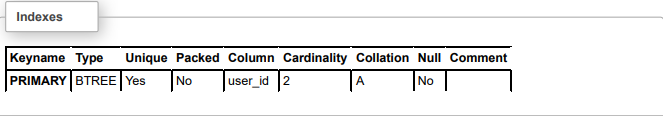 Indexes
Keyname Type Unique Packed Column Cardinality Collation Null Comment
PRIMARY BTREE Yes No user_id 2 A No